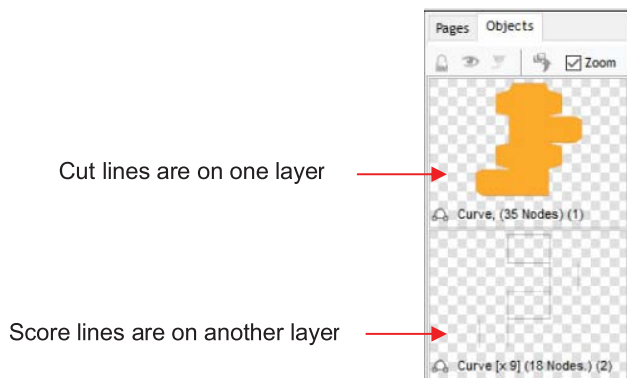 Pages Objects
Zoom
Cut lines are on one layer
Curve, (35 Nodes) (1)
Score lines are on another layer
Curve [x 9] (18 Nodes.) (2)